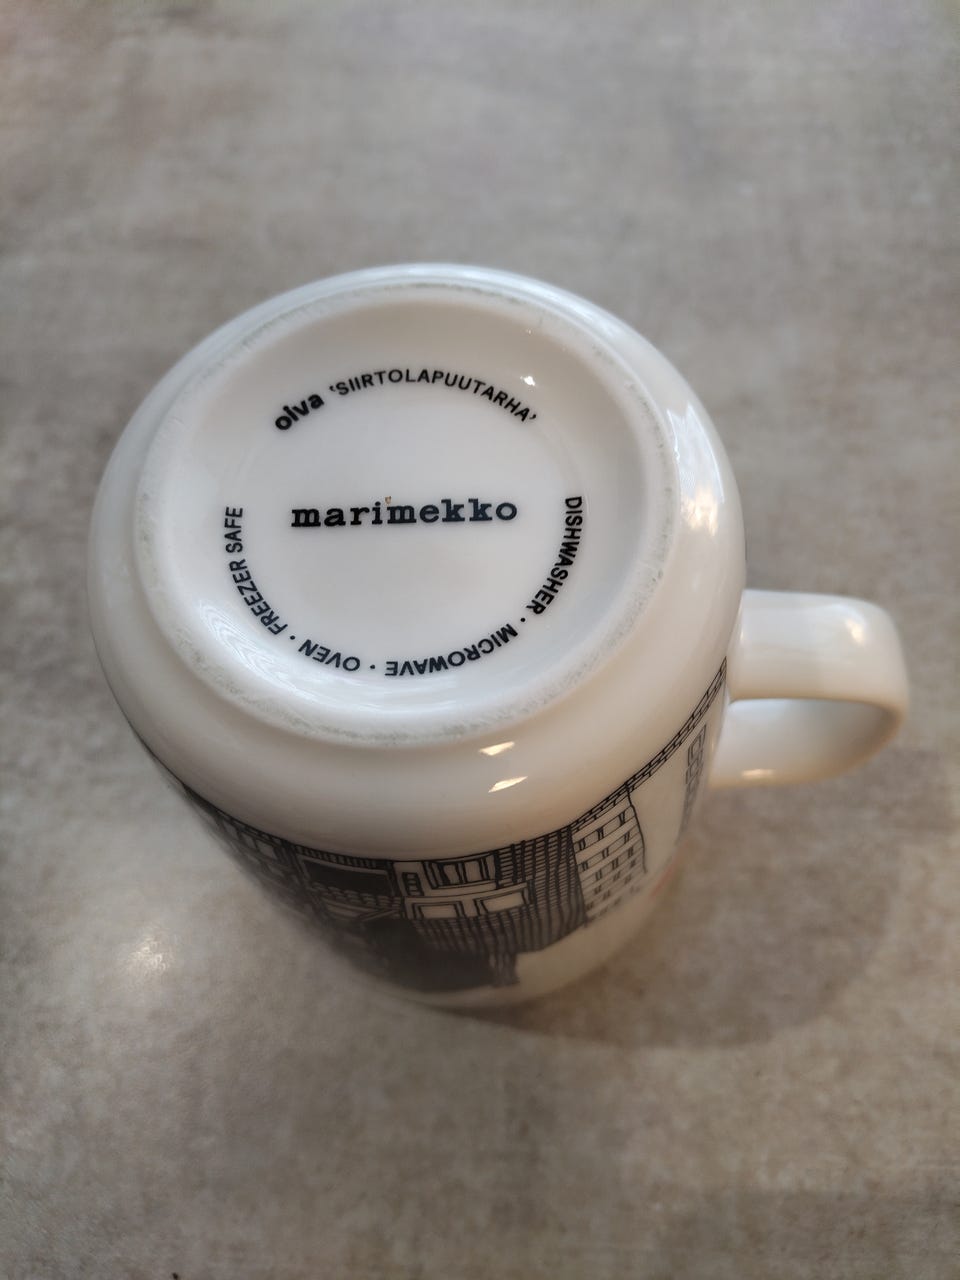 oiva ‘SIIRTOLAPUUTARHA’
marimekko
DISHWASHER · MICROWAVE · OVEN · FREEZER SAFE